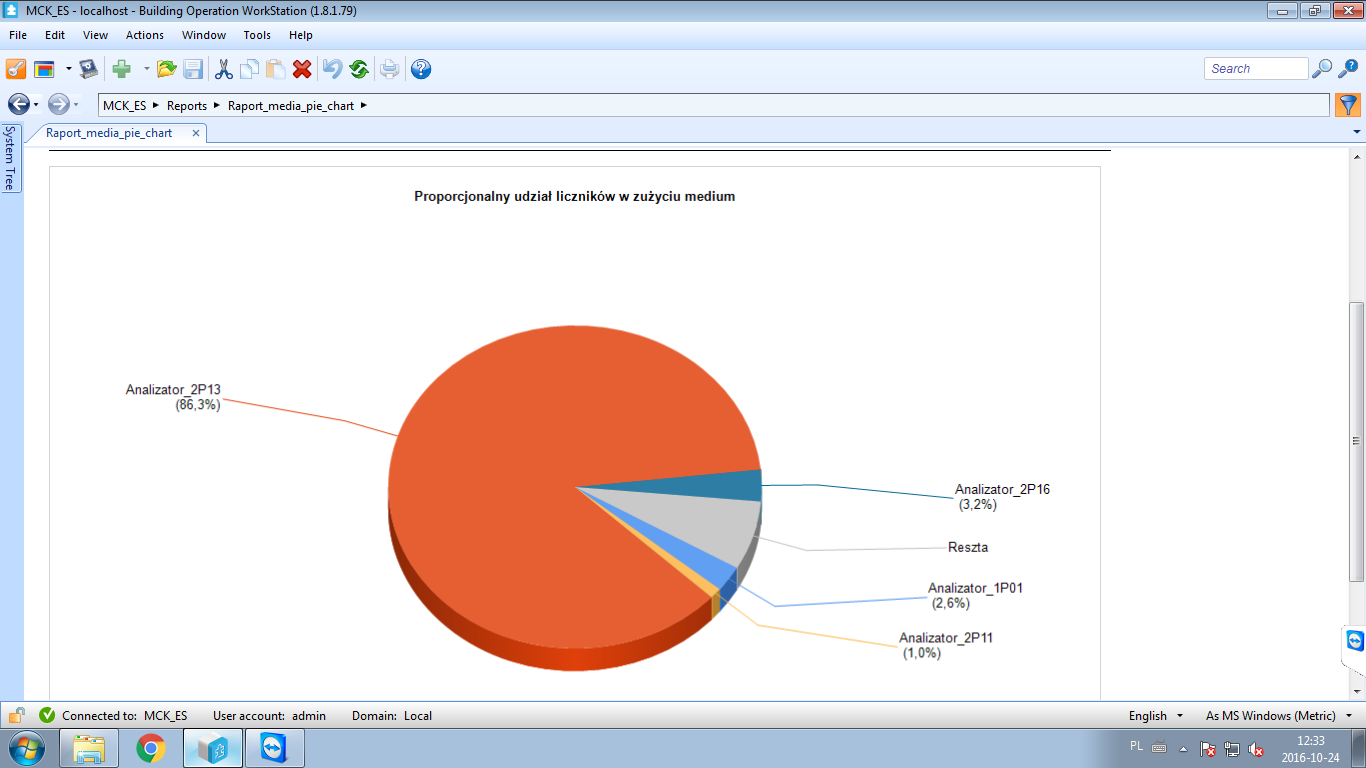 MCK_ES - localhost - Building Operation WorkStation (1.8.1.79)
File Edit View Actions Window Tools Help
Search
MCK_ES Reports Raport_media_pie_chart
Raport_media_pie_chart
System Tree
Proporcjonalny udział liczników w zużyciu medium
Analizator_2P13
(86,3%)
Analizator_2P16
(3,2%)
Reszta
Analizator_1P01
(2,6%)
Analizator_2P11
(1,0%)
Connected to: MCK_ES User account: admin Domain: Local English As MS Windows (Metric)
PL 12:33
2016-10-24